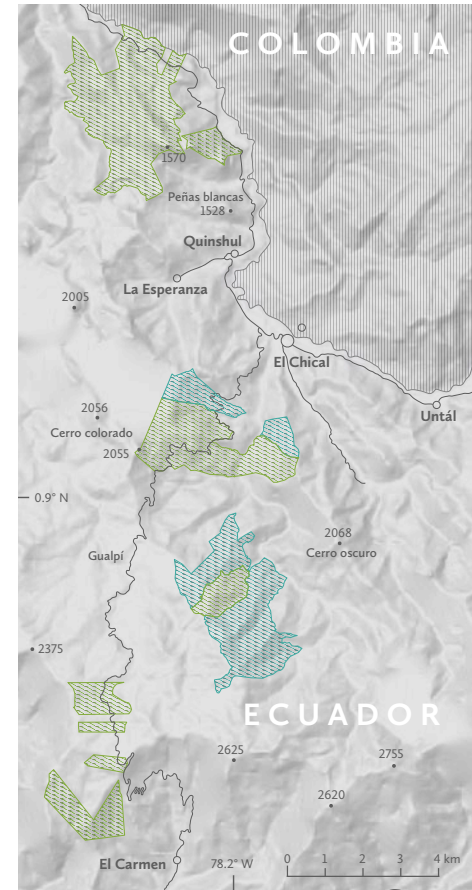 COLOMBIA
1570
Peñas blancas
1528
Quinshul
La Esperanza
2005
El Chical
2056
Cerro colorado
Untál
2055
0.9° N
2068
Cerro oscuro
Gualpí
2375
ECUADOR
2625
2755
2620
El Carmen
78.2° W
0 1 2 3 4 km